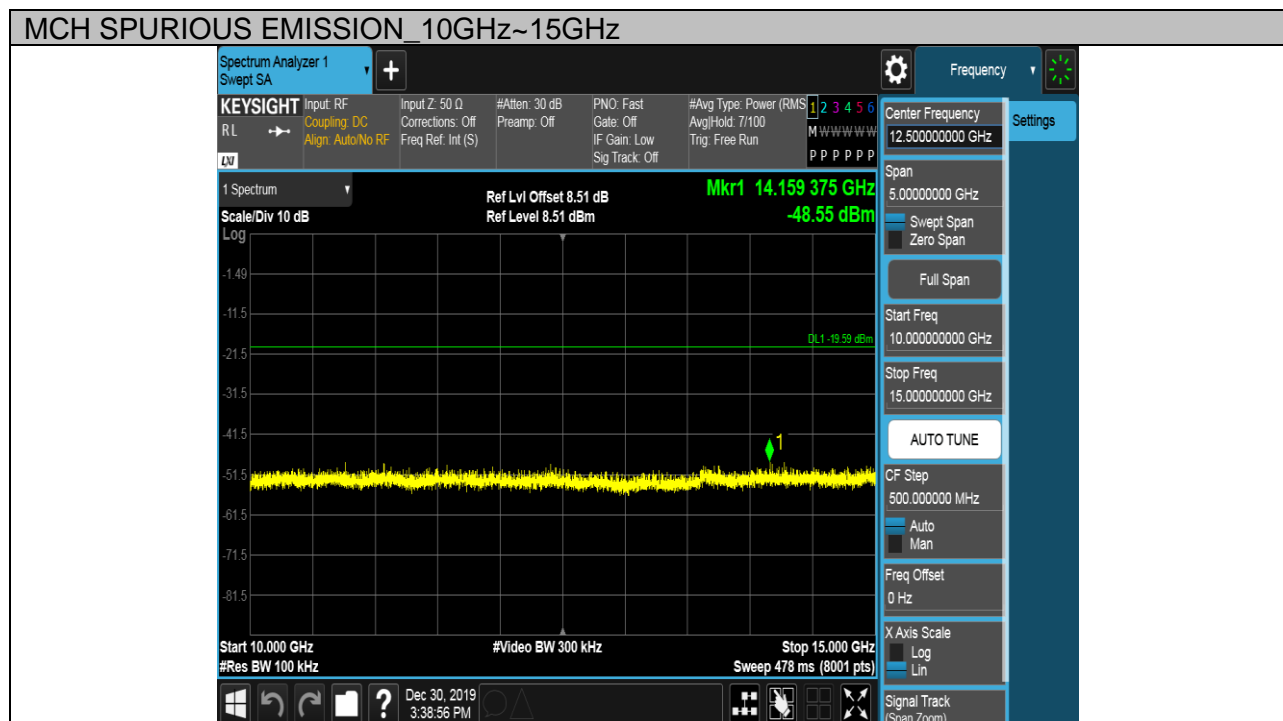 MCH SPURIOUS EMISSION_10GHz~15GHz
Spectrum Analyzer 1
Swept SA
Frequency
KEYSIGHT
RL
LXI
Input: RF
Coupling: DC
Align: Auto/No RF
Input Z: 50 Ω
Corrections: Off
Freq Ref: Int (S)
#Atten: 30 dB
Preamp: Off
PNO: Fast
Gate: Off
IF Gain: Low
Sig Track: Off
#Avg Type: Power (RMS
Avg|Hold: 7/100
Trig: Free Run
1 2 3 4 5 6
M W W W W W
P P P P P P
1 Spectrum
Scale/Div 10 dB
Log
Ref Lvl Offset 8.51 dB
Ref Level 8.51 dBm
Mkr1 14.159 375 GHz
-48.55 dBm
-1.49
-11.5
DL1 -19.59 dBm
-21.5
-31.5
-41.5
1
-51.5
-61.5
-71.5
-81.5
Start 10.000 GHz
#Res BW 100 kHz
#Video BW 300 kHz
Stop 15.000 GHz
Sweep 478 ms (8001 pts)
Dec 30, 2019
3:38:56 PM
Center Frequency
12.500000000 GHz
Settings
Span
5.00000000 GHz
Swept Span
Zero Span
Full Span
Start Freq
10.000000000 GHz
Stop Freq
15.000000000 GHz
AUTO TUNE
CF Step
500.000000 MHz
Auto
Man
Freq Offset
0 Hz
X Axis Scale
Log
Lin
Signal Track
(Span Zoom)